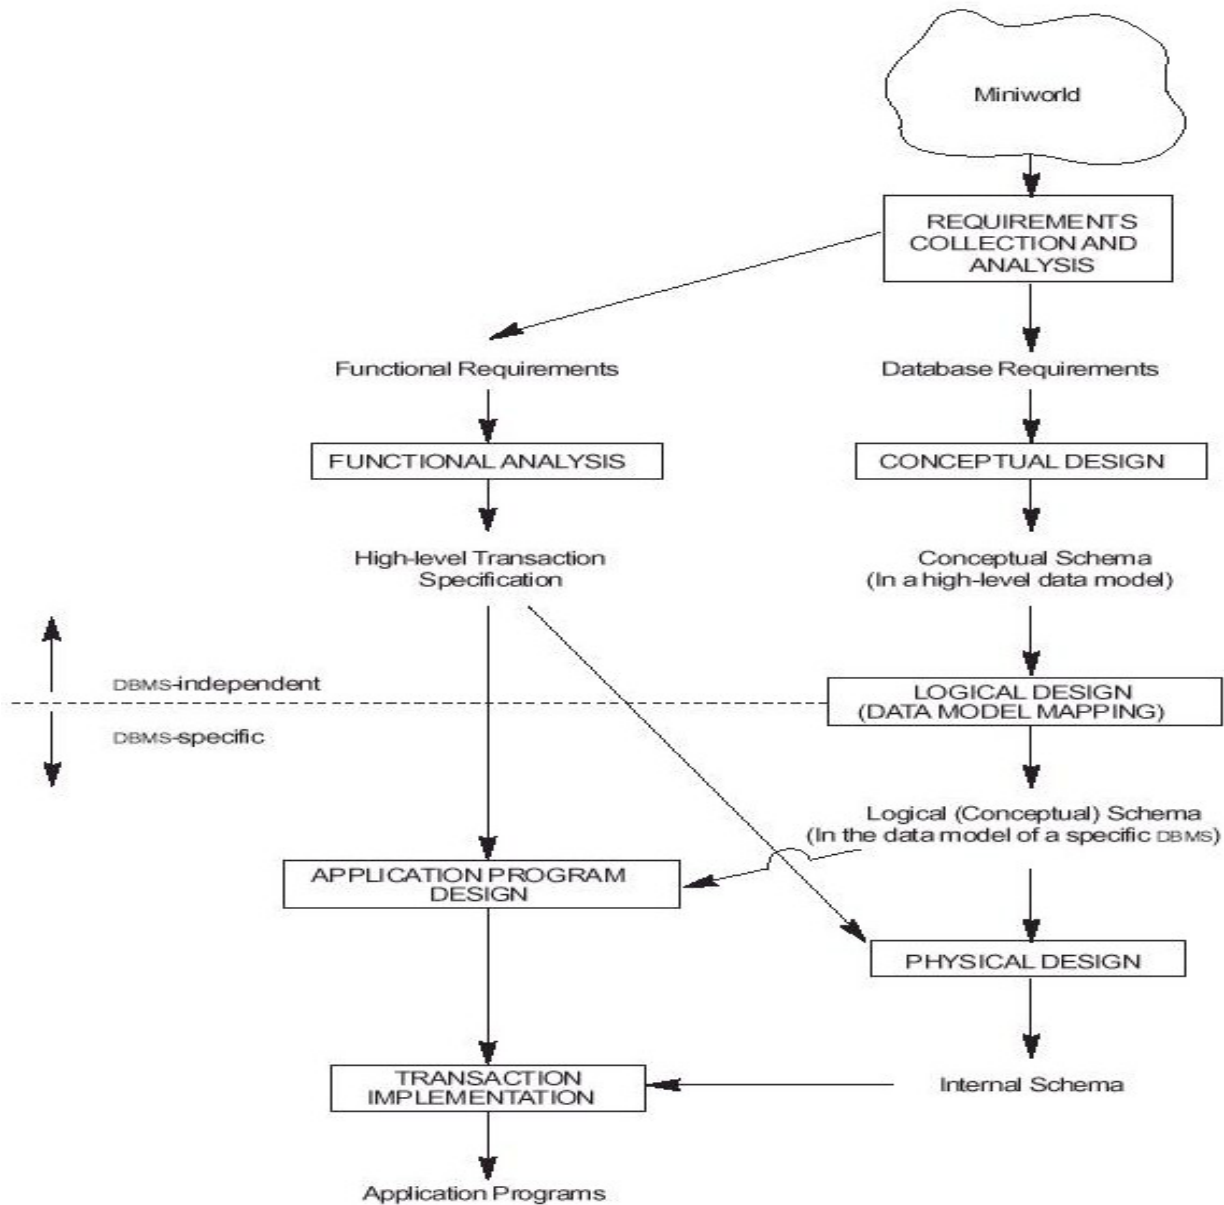 Miniworld
REQUIREMENTS
COLLECTION AND
ANALYSIS
Functional Requirements
Database Requirements
FUNCTIONAL ANALYSIS
CONCEPTUAL DESIGN
High-level Transaction
Specification
Conceptual Schema
(In a high-level data model)
DBMS-independent
LOGICAL DESIGN
(DATA MODEL MAPPING)
DBMS-specific
Logical (Conceptual) Schema
(In the data model of a specific DBMS)
APPLICATION PROGRAM
DESIGN
PHYSICAL DESIGN
TRANSACTION
IMPLEMENTATION
Internal Schema
Application Programs